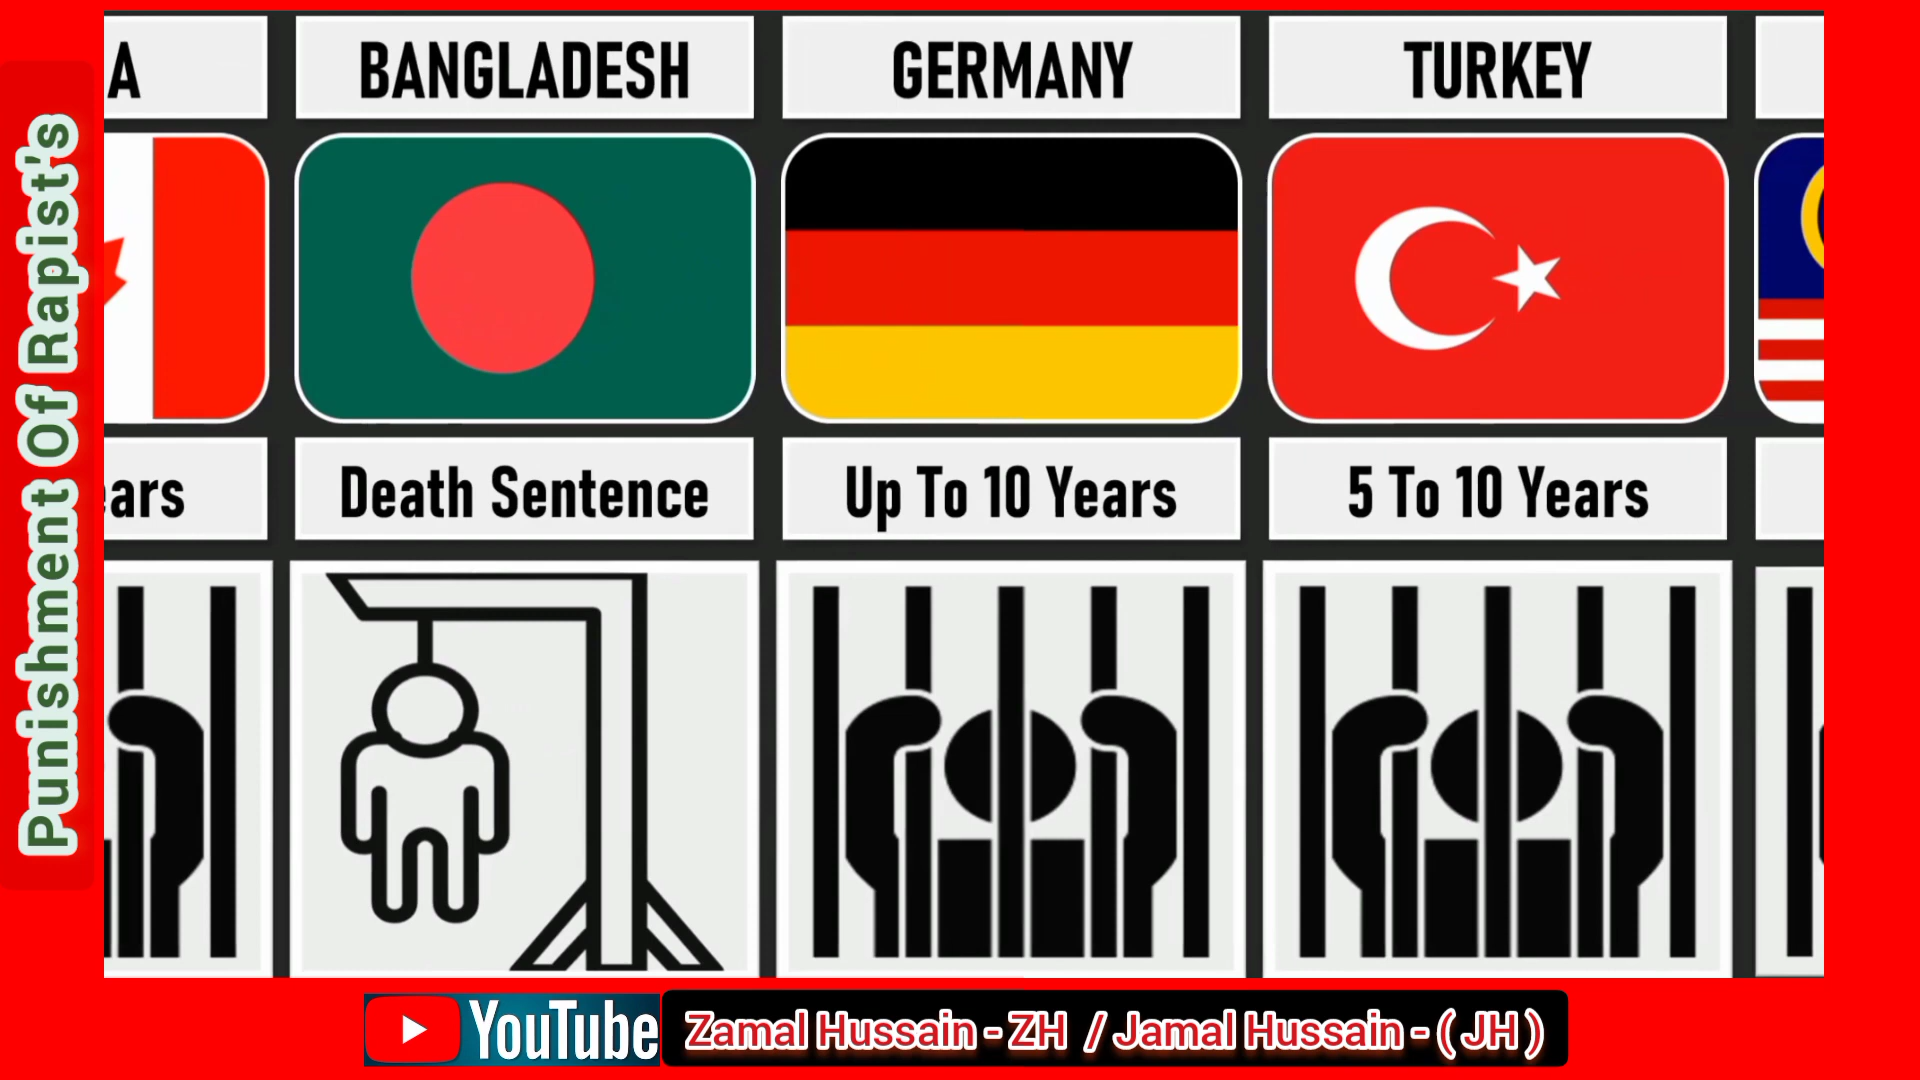 Punishment Of Rapist's
A
BANGLADESH
GERMANY
TURKEY
ears
Death Sentence
Up To 10 Years
5 To 10 Years
YouTube
Zamal Hussain - ZH / Jamal Hussain - ( JH )